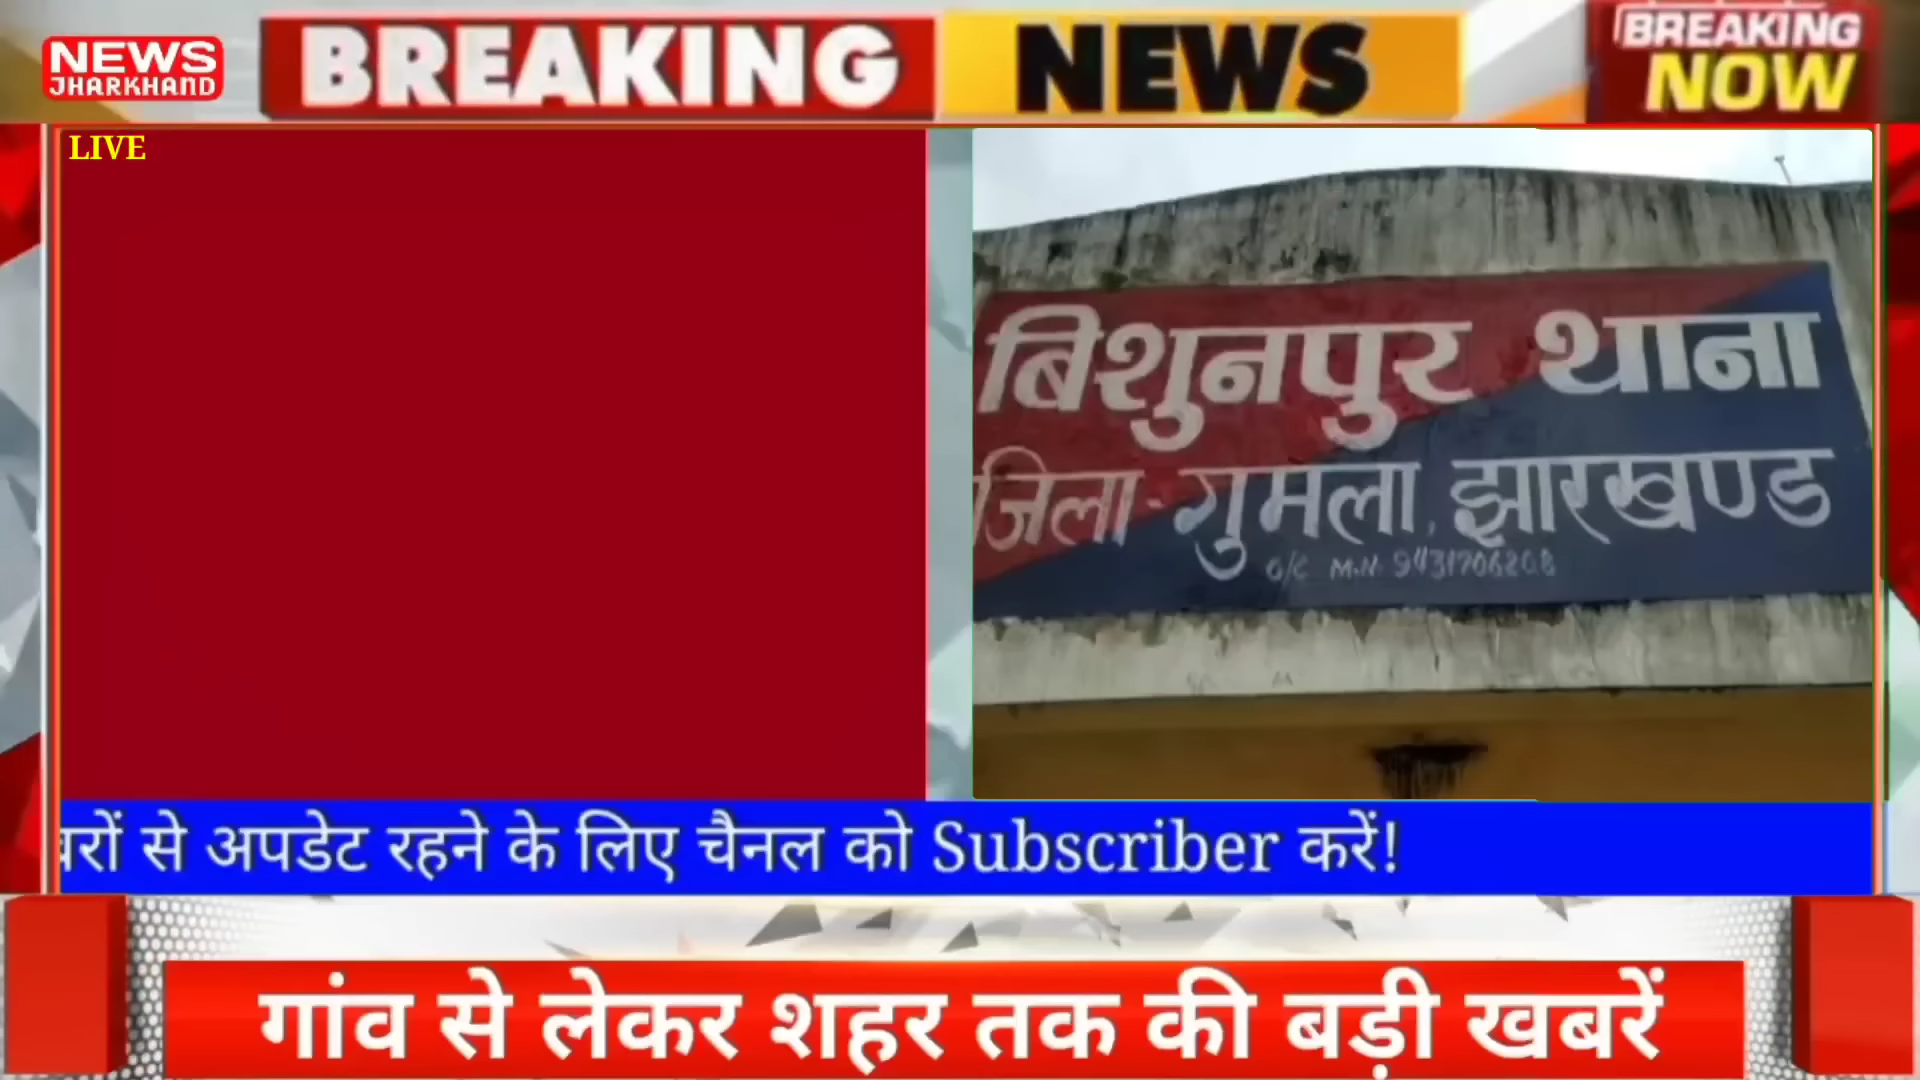 NEWS
JHARKHAND
BREAKING NEWS
BREAKING
NOW
LIVE
बिशुनपुर थाना
जिला-गुमला, झारखण्ड
O/C M.N. 9431706208
से अपडेट रहने के लिए चैनल को Subscriber करें!
गांव से लेकर शहर तक की बड़ी खबरें